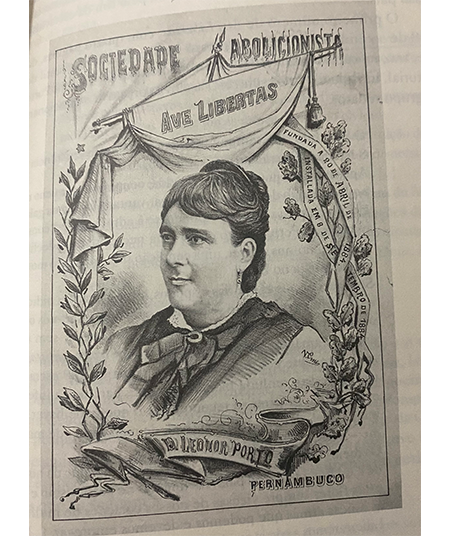 SOCIEDADE ABOLICIONISTA
AVE LIBERTAS
FUNDADA A 20 DE ABRIL DE 1884
INSTALLADA EM 8 DE SETEMBRO DE 1884
D. LEONOR PORTO
PERNAMBUCO